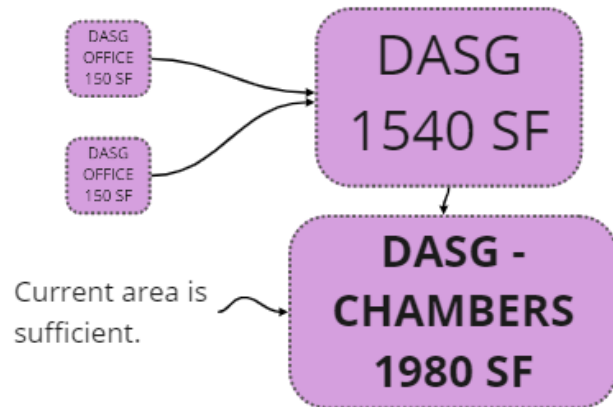 DASG
OFFICE
150 SF
DASG
1540 SF
DASG
OFFICE
150 SF
DASG -
CHAMBERS
1980 SF
Current area is
sufficient.